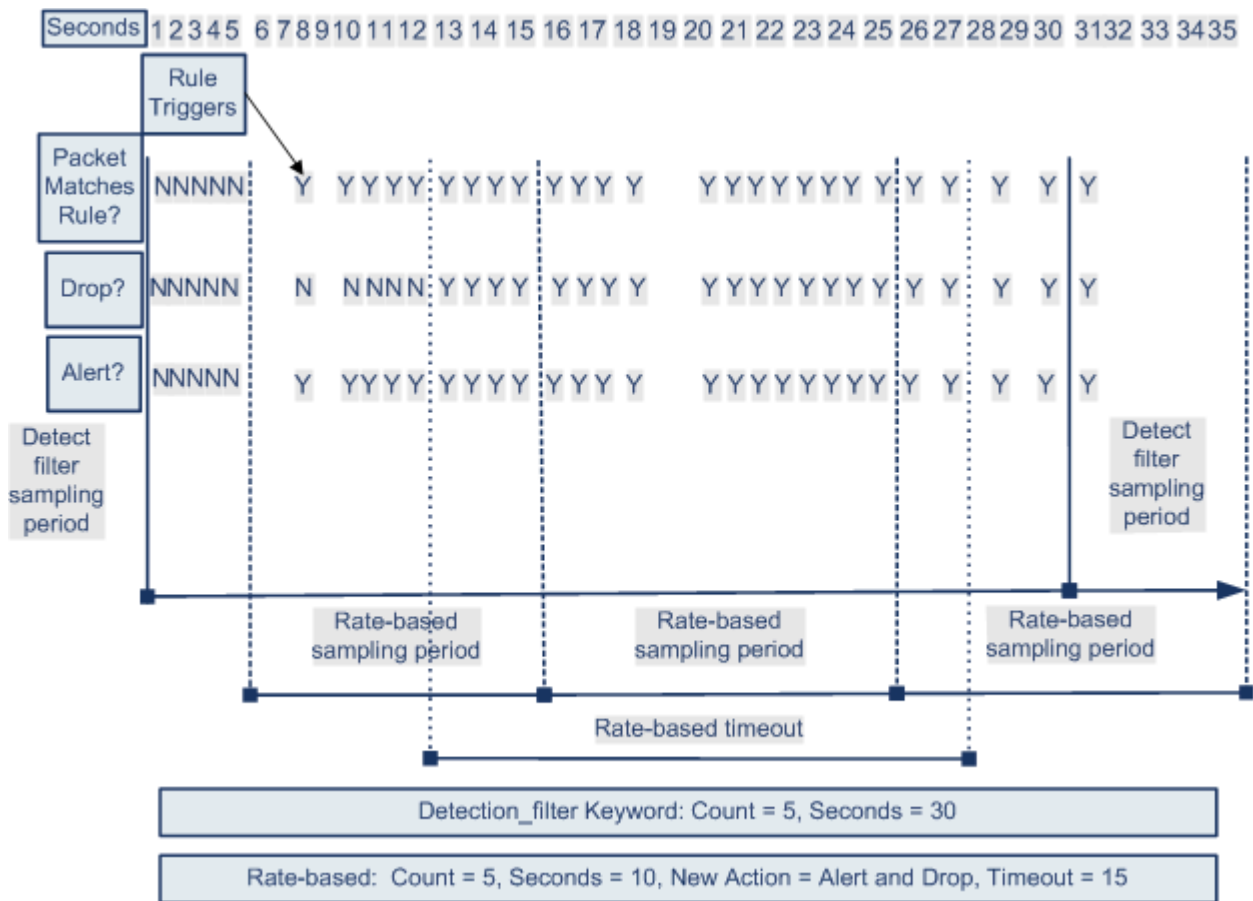 Seconds 1 2 3 4 5 6 7 8 9 10 11 12 13 14 15 16 17 18 19 20 21 22 23 24 25 26 27 28 29 30 31 32 33 34 35
Rule
Triggers
Packet
Matches
Rule?
NNNNN Y Y Y Y Y Y Y Y Y Y Y Y Y Y Y Y Y Y Y Y Y Y Y Y Y Y
Drop?
NNNNN N N NNN N Y Y Y Y Y Y Y Y Y Y Y Y Y Y Y Y Y Y Y Y Y
Alert?
NNNNN Y Y Y Y Y Y Y Y Y Y Y Y Y Y Y Y Y Y Y Y Y Y Y Y Y Y
Detect
filter
sampling
period
Detect
filter
sampling
period
Rate-based
sampling period
Rate-based
sampling period
Rate-based
sampling period
Rate-based timeout
Detection_filter Keyword: Count = 5, Seconds = 30
Rate-based: Count = 5, Seconds = 10, New Action = Alert and Drop, Timeout = 15